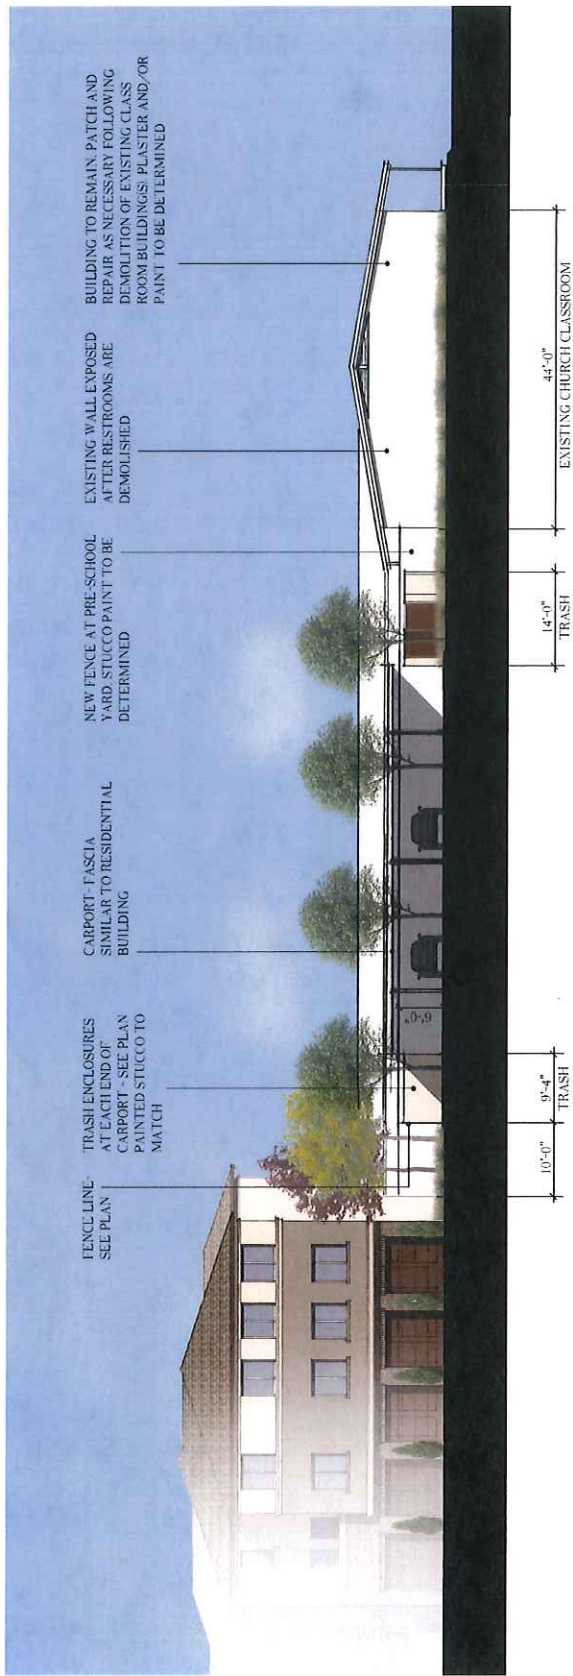 FENCE LINE-
SEE PLAN
TRASH ENCLOSURES
AT EACH END OF
CARPORT - SEE PLAN
PAINTED STUCCO TO
MATCH
CARPORT - FASCIA
SIMILAR TO RESIDENTIAL
BUILDING
NEW FENCE AT PRE-SCHOOL
YARD, STUCCO PAINT TO BE
DETERMINED
EXISTING WALL EXPOSED
AFTER RESTROOMS ARE
DEMOLISHED
BUILDING TO REMAIN. PATCH AND
REPAIR AS NECESSARY FOLLOWING
DEMOLITION OF EXISTING CLASS
ROOM BUILDING(S). PLASTER AND/OR
PAINT TO BE DETERMINED
6'-0"
10'-0"
9'-4"
TRASH
14'-0"
TRASH
44'-0"
EXISTING CHURCH CLASSROOM